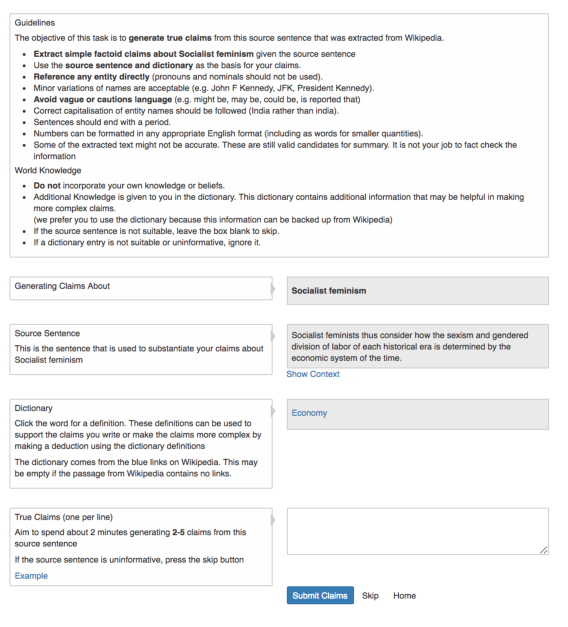 Guidelines
The objective of this task is to generate true claims from this source sentence that was extracted from Wikipedia.
• Extract simple factoid claims about Socialist feminism given the source sentence
• Use the source sentence and dictionary as the basis for your claims.
• Reference any entity directly (pronouns and nominals should not be used).
• Minor variations of names are acceptable (e.g. John F Kennedy, JFK, President Kennedy).
• Avoid vague or cautions language (e.g. might be, may be, could be, is reported that)
• Correct capitalisation of entity names should be followed (India rather than india).
• Sentences should end with a period.
• Numbers can be formatted in any appropriate English format (including as words for smaller quantities).
• Some of the extracted text might not be accurate. These are still valid candidates for summary. It is not your job to fact check the
information
World Knowledge
• Do not incorporate your own knowledge or beliefs.
• Additional Knowledge is given to you in the dictionary. This dictionary contains additional information that may be helpful in making
more complex claims.
(we prefer you to use the dictionary because this information can be backed up from Wikipedia)
• If the source sentence is not suitable, leave the box blank to skip.
• If a dictionary entry is not suitable or uninformative, ignore it.
Generating Claims About
Socialist feminism
Source Sentence
This is the sentence that is used to substantiate your claims about
Socialist feminism
Socialist feminists thus consider how the sexism and gendered
division of labor of each historical era is determined by the
economic system of the time.
Show Context
Dictionary
Click the word for a definition. These definitions can be used to
support the claims you write or make the claims more complex by
making a deduction using the dictionary definitions
The dictionary comes from the blue links on Wikipedia. This may
be empty if the passage from Wikipedia contains no links.
Economy
True Claims (one per line)
Aim to spend about 2 minutes generating 2-5 claims from this
source sentence
If the source sentence is uninformative, press the skip button
Example
Submit Claims Skip Home